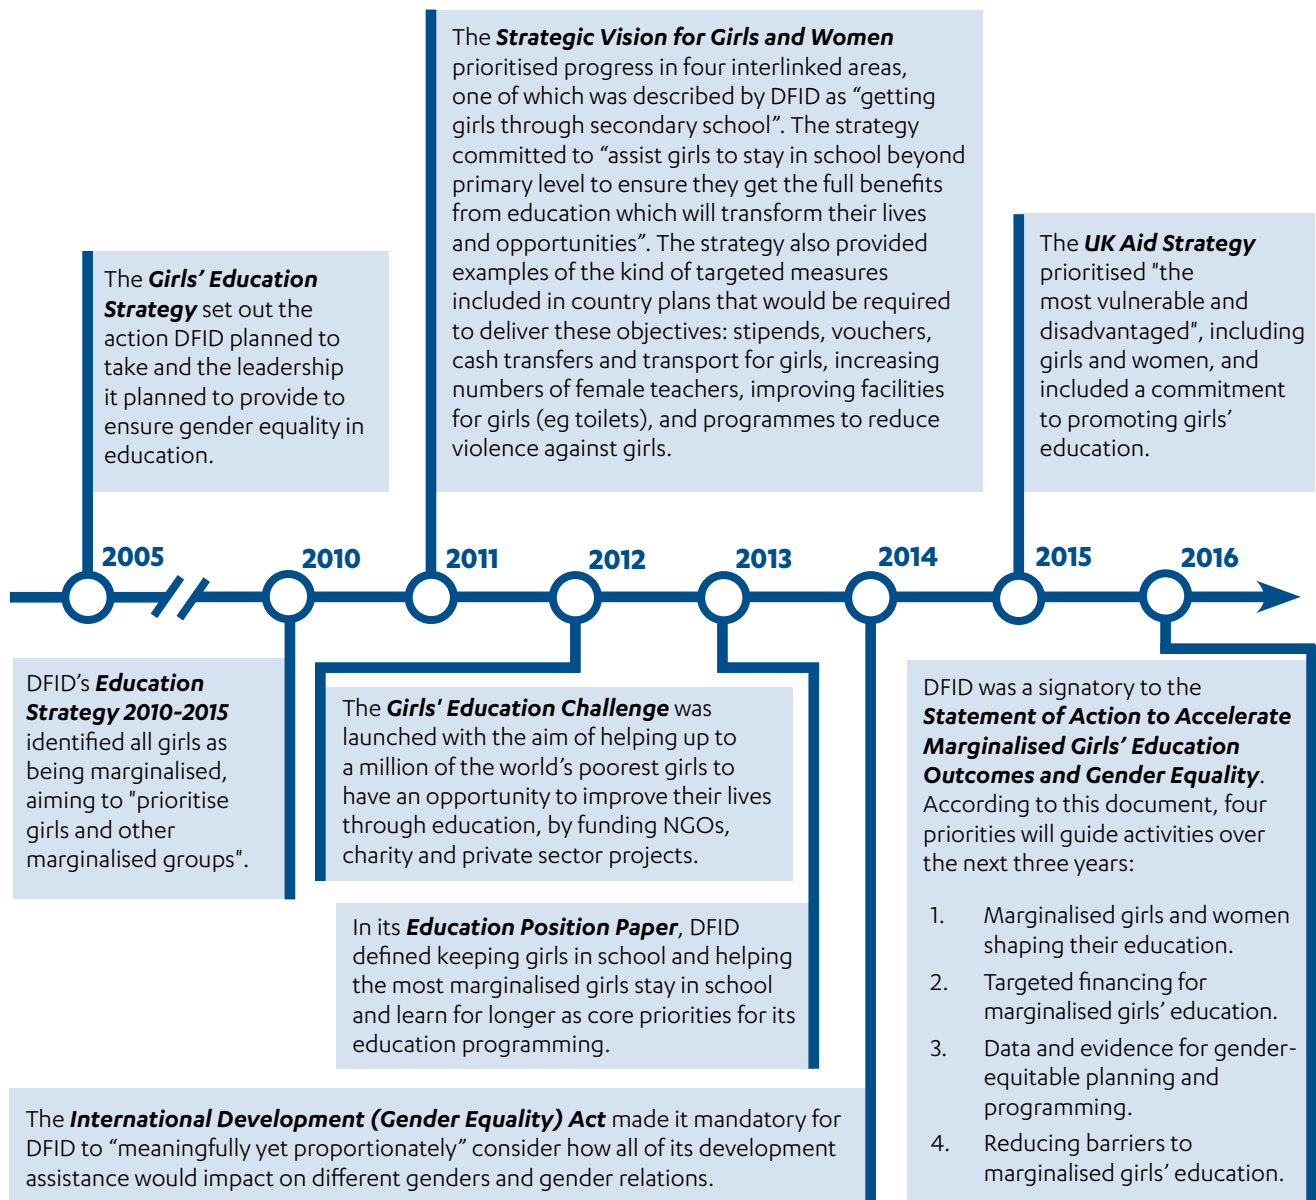 The Strategic Vision for Girls and Women
prioritised progress in four interlinked areas,
one of which was described by DFID as “getting
girls through secondary school”. The strategy
committed to “assist girls to stay in school beyond
primary level to ensure they get the full benefits
from education which will transform their lives
and opportunities”. The strategy also provided
examples of the kind of targeted measures
included in country plans that would be required
to deliver these objectives: stipends, vouchers,
cash transfers and transport for girls, increasing
numbers of female teachers, improving facilities
for girls (eg toilets), and programmes to reduce
violence against girls.
The Girls’ Education
Strategy set out the
action DFID planned to
take and the leadership
it planned to provide to
ensure gender equality in
education.
The UK Aid Strategy
prioritised "the
most vulnerable and
disadvantaged", including
girls and women, and
included a commitment
to promoting girls’
education.
2005
2010
2011
2012
2013
2014
2015
2016
DFID’s Education
Strategy 2010-2015
identified all girls as
being marginalised,
aiming to "prioritise
girls and other
marginalised groups".
The Girls' Education Challenge was
launched with the aim of helping up to
a million of the world’s poorest girls to
have an opportunity to improve their lives
through education, by funding NGOs,
charity and private sector projects.
In its Education Position Paper, DFID
defined keeping girls in school and helping
the most marginalised girls stay in school
and learn for longer as core priorities for its
education programming.
The International Development (Gender Equality) Act made it mandatory for
DFID to “meaningfully yet proportionately” consider how all of its development
assistance would impact on different genders and gender relations.
DFID was a signatory to the
Statement of Action to Accelerate
Marginalised Girls’ Education
Outcomes and Gender Equality.
According to this document, four
priorities will guide activities over
the next three years:
1. Marginalised girls and women
shaping their education.
2. Targeted financing for
marginalised girls’ education.
3. Data and evidence for gender-
equitable planning and
programming.
4. Reducing barriers to
marginalised girls’ education.